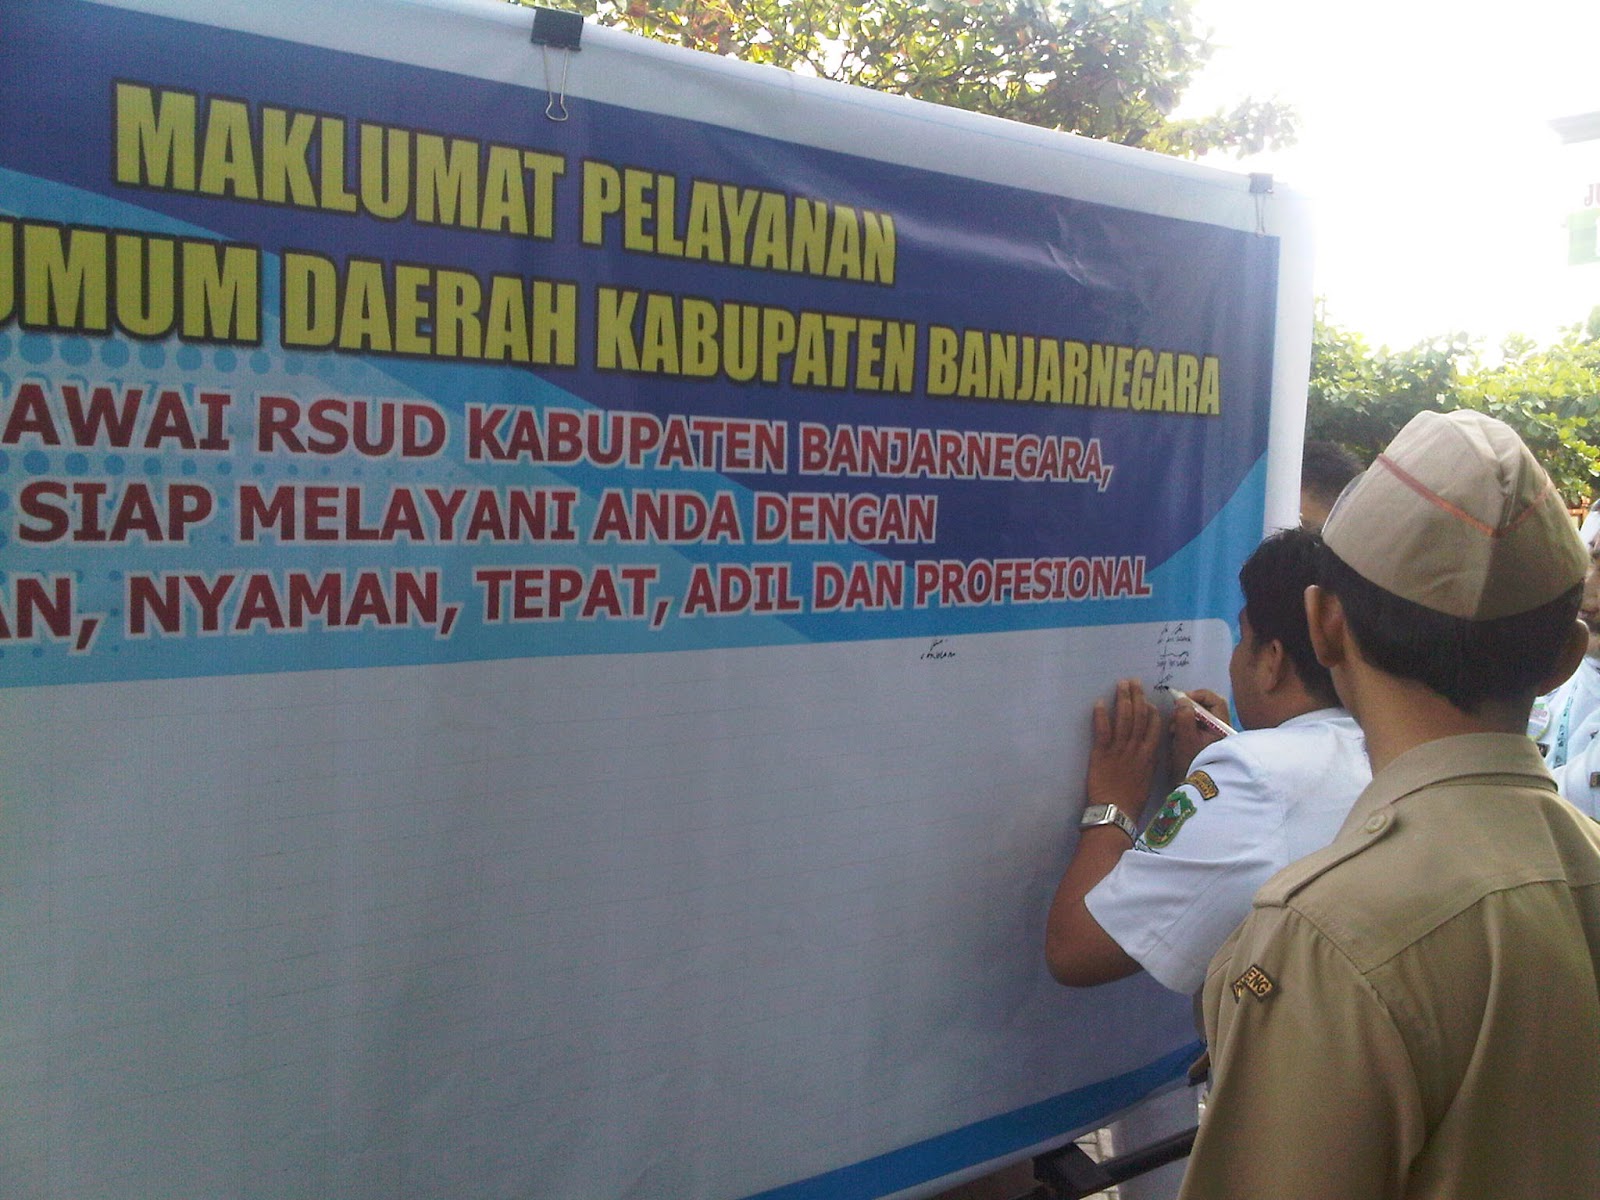 MAKLUMAT PELAYANAN
UMUM DAERAH KABUPATEN BANJARNEGARA
AWAI RSUD KABUPATEN BANJARNEGARA,
SIAP MELAYANI ANDA DENGAN
AN, NYAMAN, TEPAT, ADIL DAN PROFESIONAL